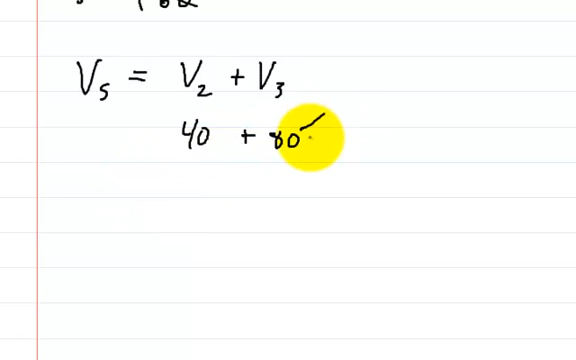 V₅ = V₂ + V₃
40 + 80